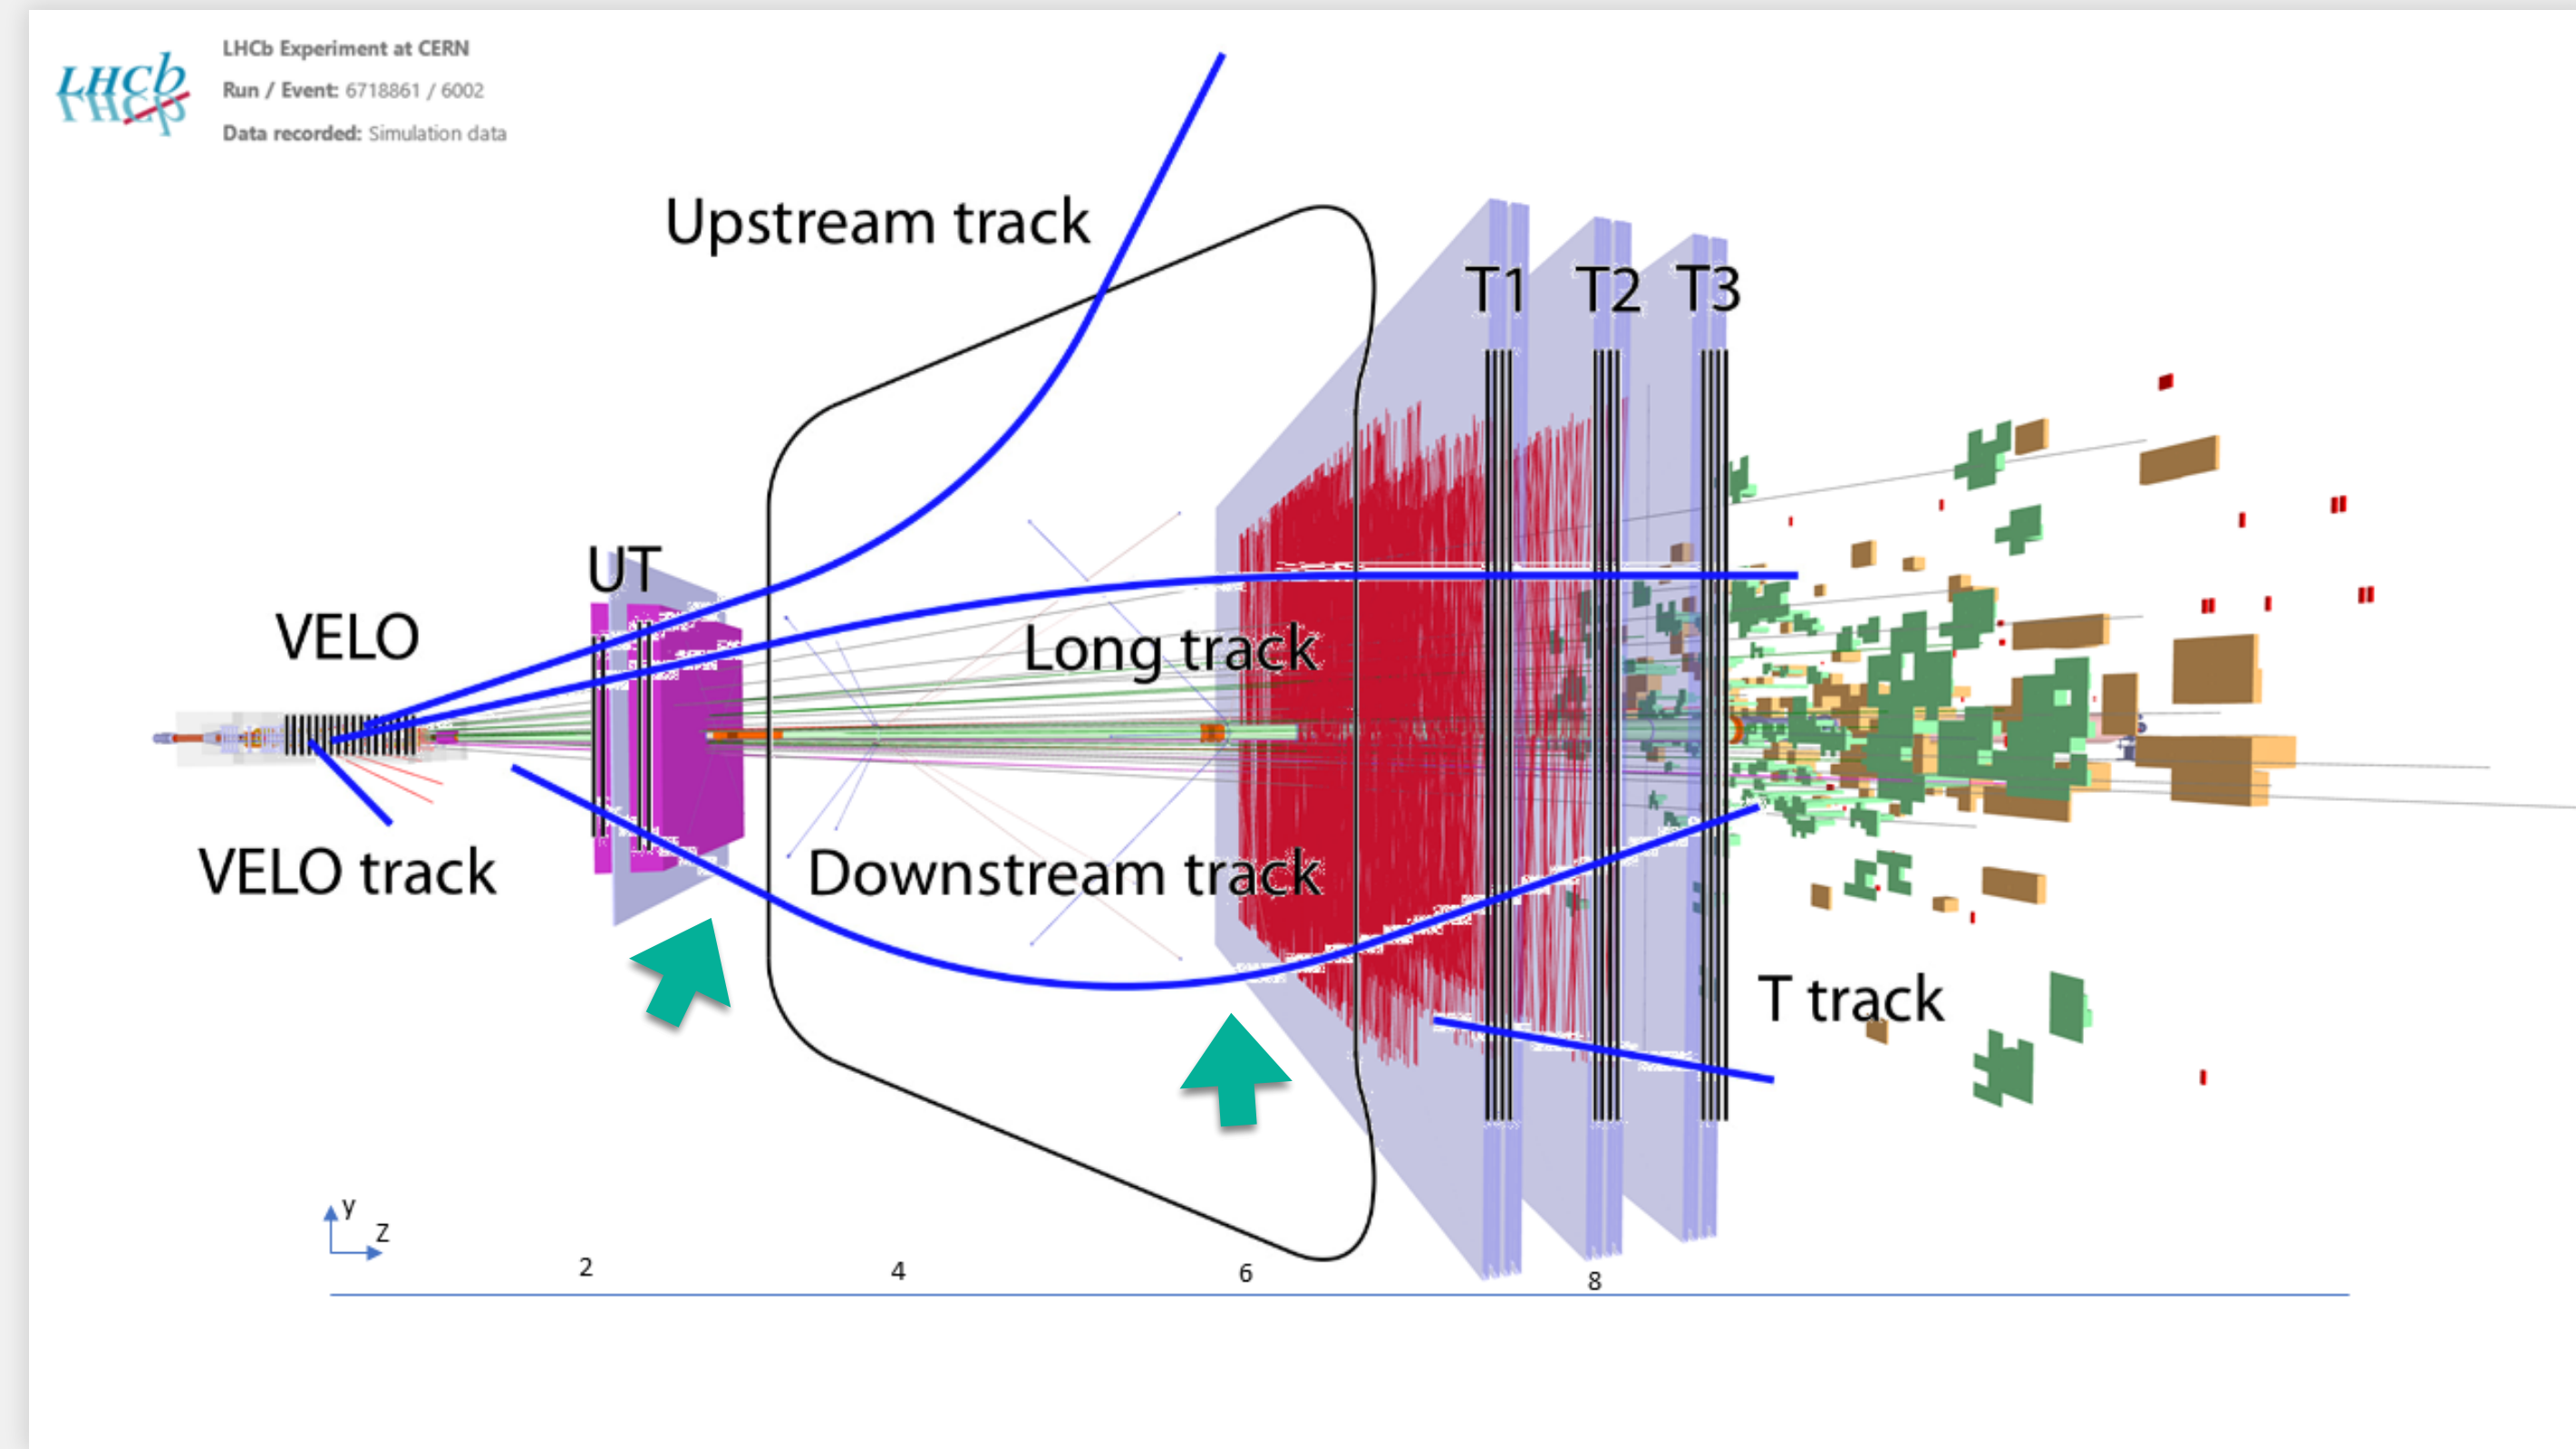 LHCb
LHCb Experiment at CERN
Run / Event: 6718861 / 6002
Data recorded: Simulation data
Upstream track
T1 T2 T3
UT
VELO
Long track
VELO track
Downstream track
T track
y
z
2 4 6 8